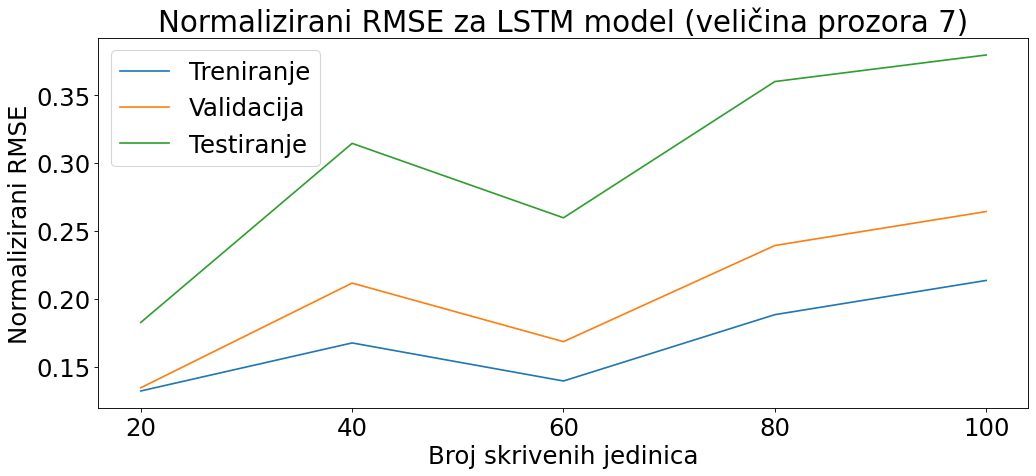 Normalizirani RMSE za LSTM model (veličina prozora 7)
Treniranje
Validacija
Testiranje
Normalizirani RMSE
0.35
0.30
0.25
0.20
0.15
20 40 60 80 100
Broj skrivenih jedinica